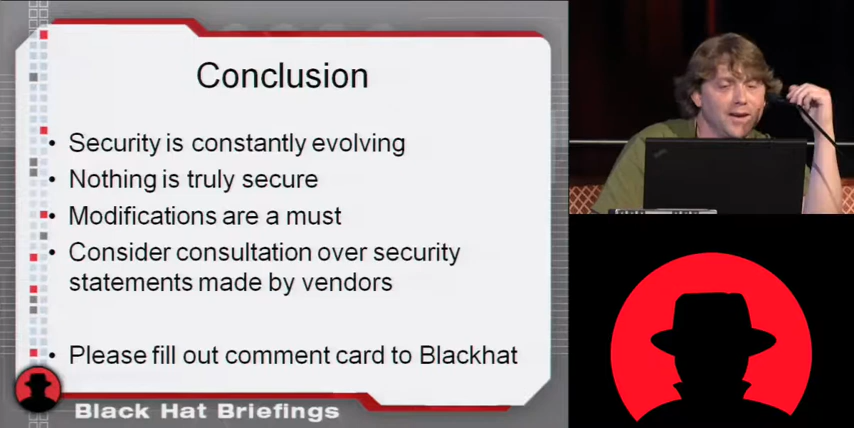 Conclusion
• Security is constantly evolving
• Nothing is truly secure
• Modifications are a must
• Consider consultation over security
statements made by vendors
• Please fill out comment card to Blackhat
Black Hat Briefings